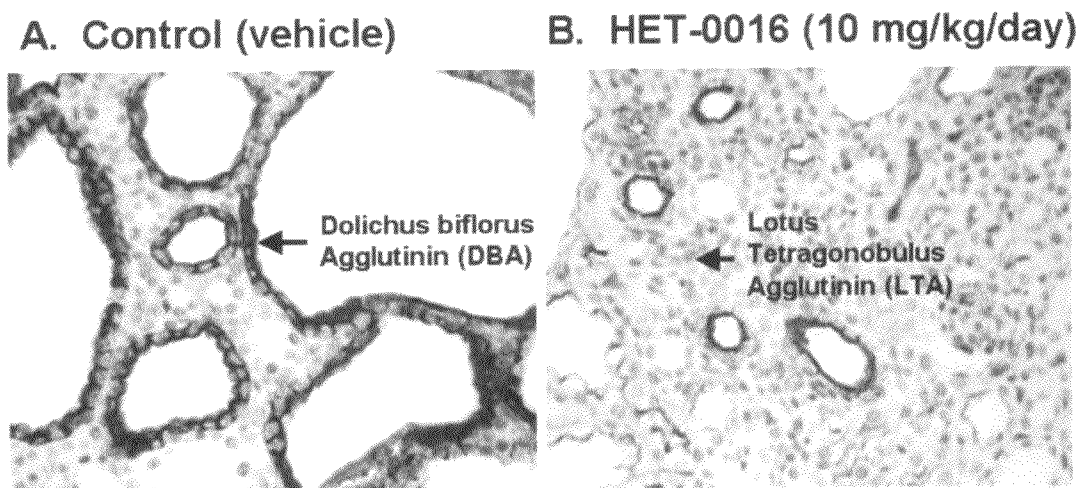 A. Control (vehicle)
B. HET-0016 (10 mg/kg/day)
Dolichus biflorus
Agglutinin (DBA)
Lotus
Tetragonobulus
Agglutinin (LTA)